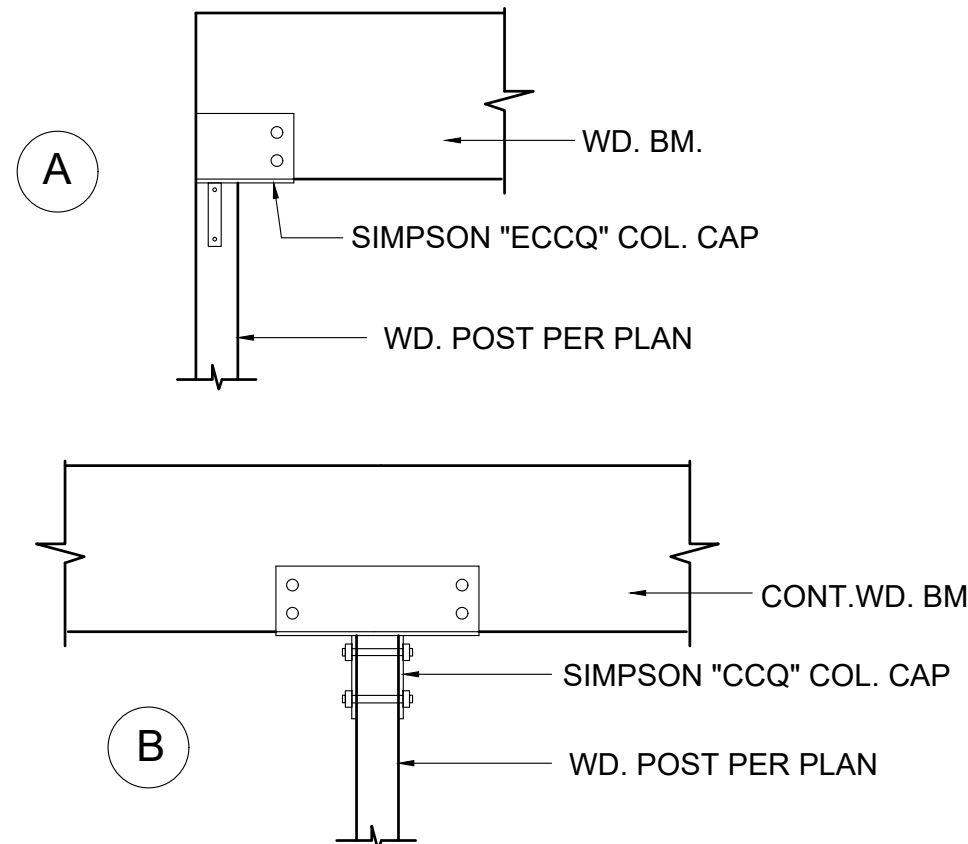 A
WD. BM.
SIMPSON "ECCQ" COL. CAP
WD. POST PER PLAN
CONT.WD. BM
SIMPSON "CCQ" COL. CAP
B
WD. POST PER PLAN